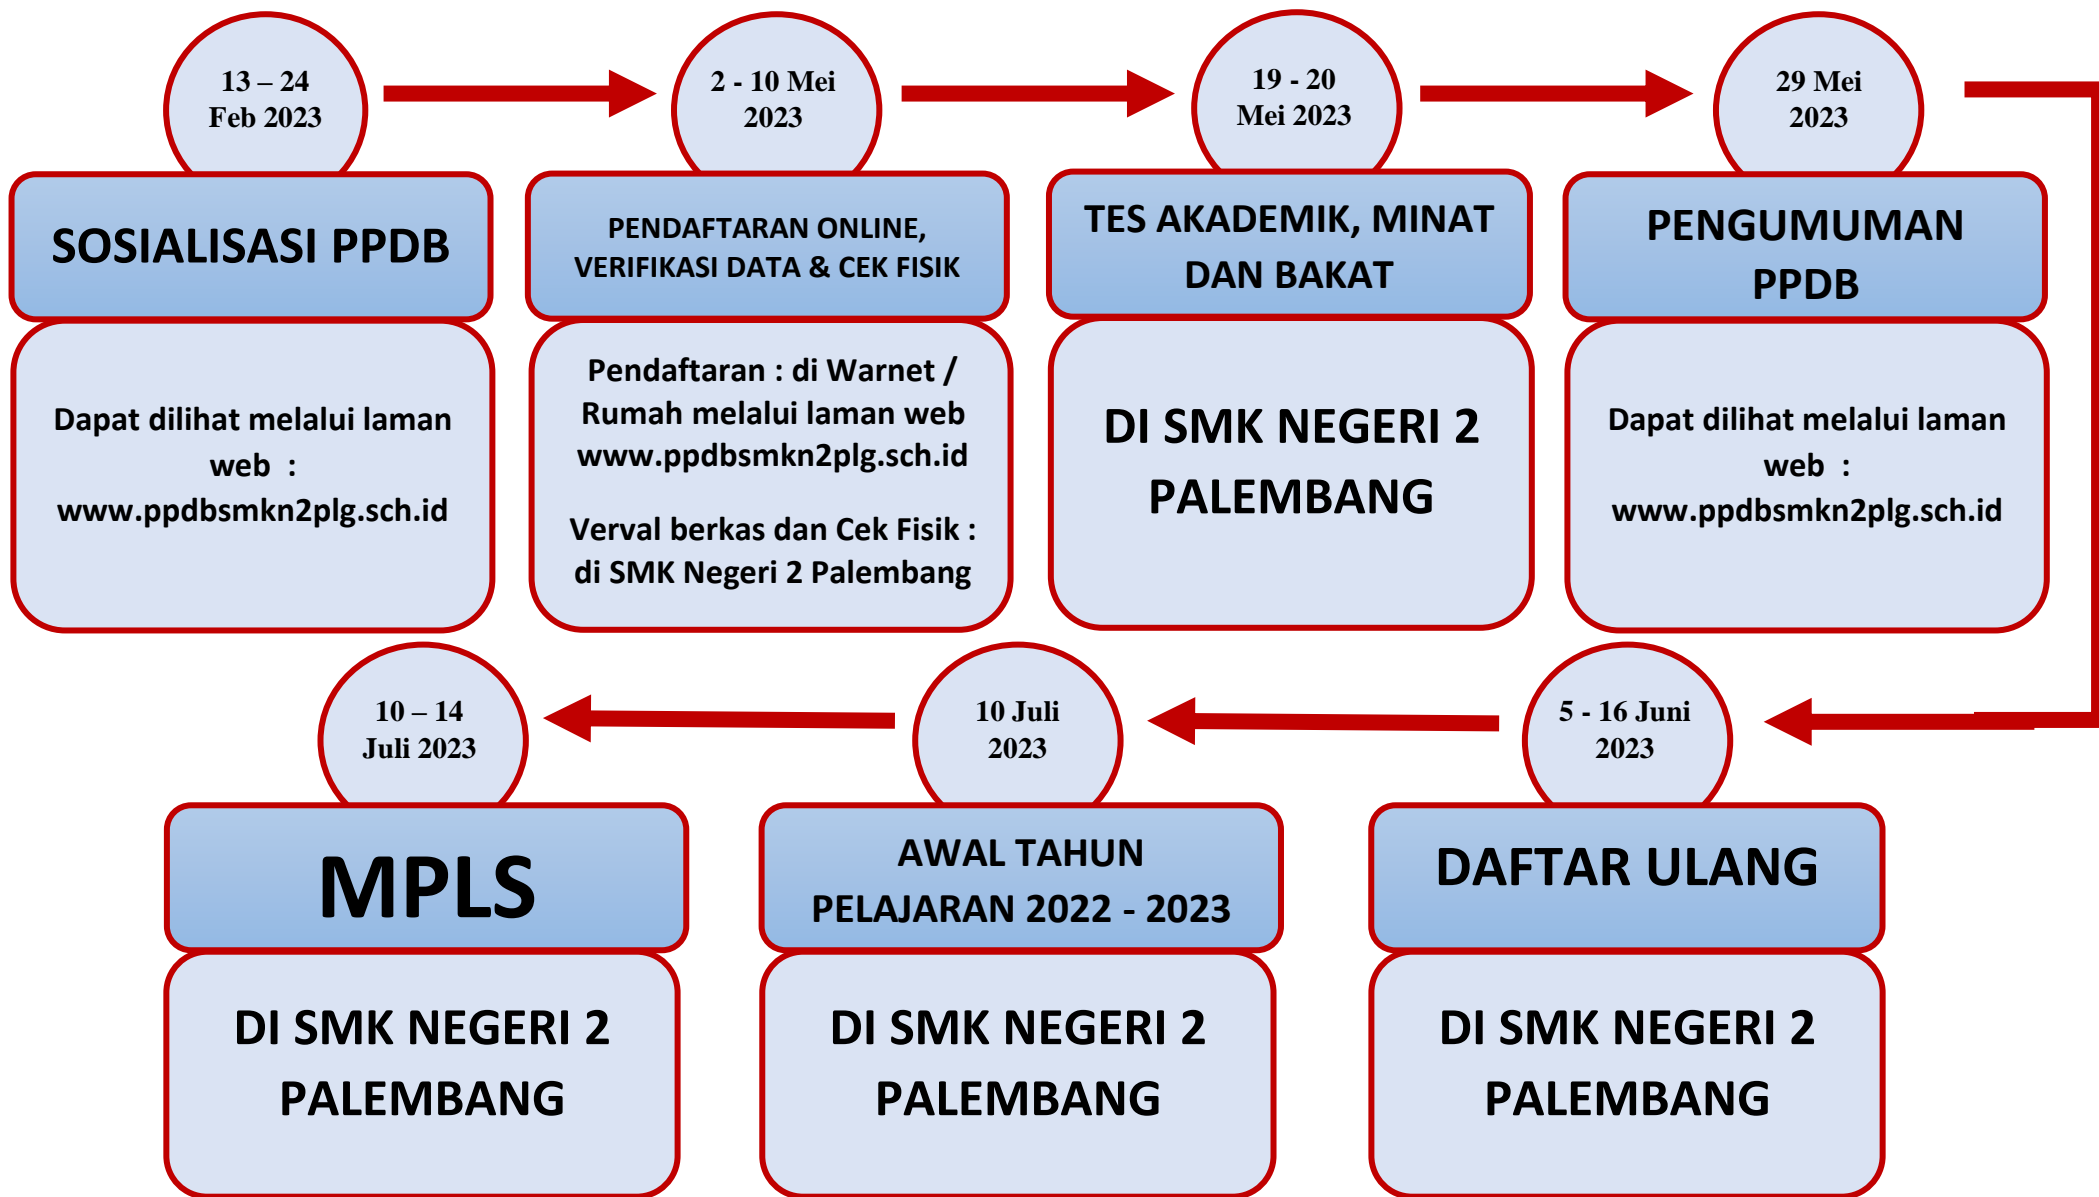 13 – 24
Feb 2023
SOSIALISASI PPDB
Dapat dilihat melalui laman
web :
www.ppdbsmkn2plg.sch.id
2 - 10 Mei
2023
PENDAFTARAN ONLINE,
VERIFIKASI DATA & CEK FISIK
Pendaftaran : di Warnet /
Rumah melalui laman web
www.ppdbsmkn2plg.sch.id
Verval berkas dan Cek Fisik :
di SMK Negeri 2 Palembang
19 - 20
Mei 2023
TES AKADEMIK, MINAT
DAN BAKAT
DI SMK NEGERI 2
PALEMBANG
29 Mei
2023
PENGUMUMAN
PPDB
Dapat dilihat melalui laman
web :
www.ppdbsmkn2plg.sch.id
5 - 16 Juni
2023
DAFTAR ULANG
DI SMK NEGERI 2
PALEMBANG
10 Juli
2023
AWAL TAHUN
PELAJARAN 2022 - 2023
DI SMK NEGERI 2
PALEMBANG
10 – 14
Juli 2023
MPLS
DI SMK NEGERI 2
PALEMBANG